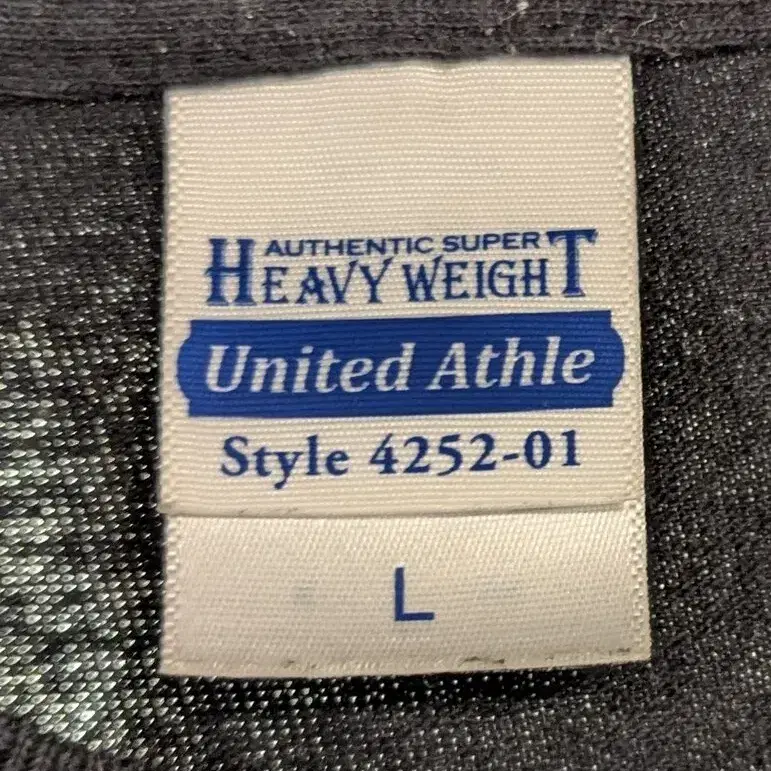 AUTHENTIC SUPER
HEAVY WEIGHT
United Athle
Style 4252-01
L